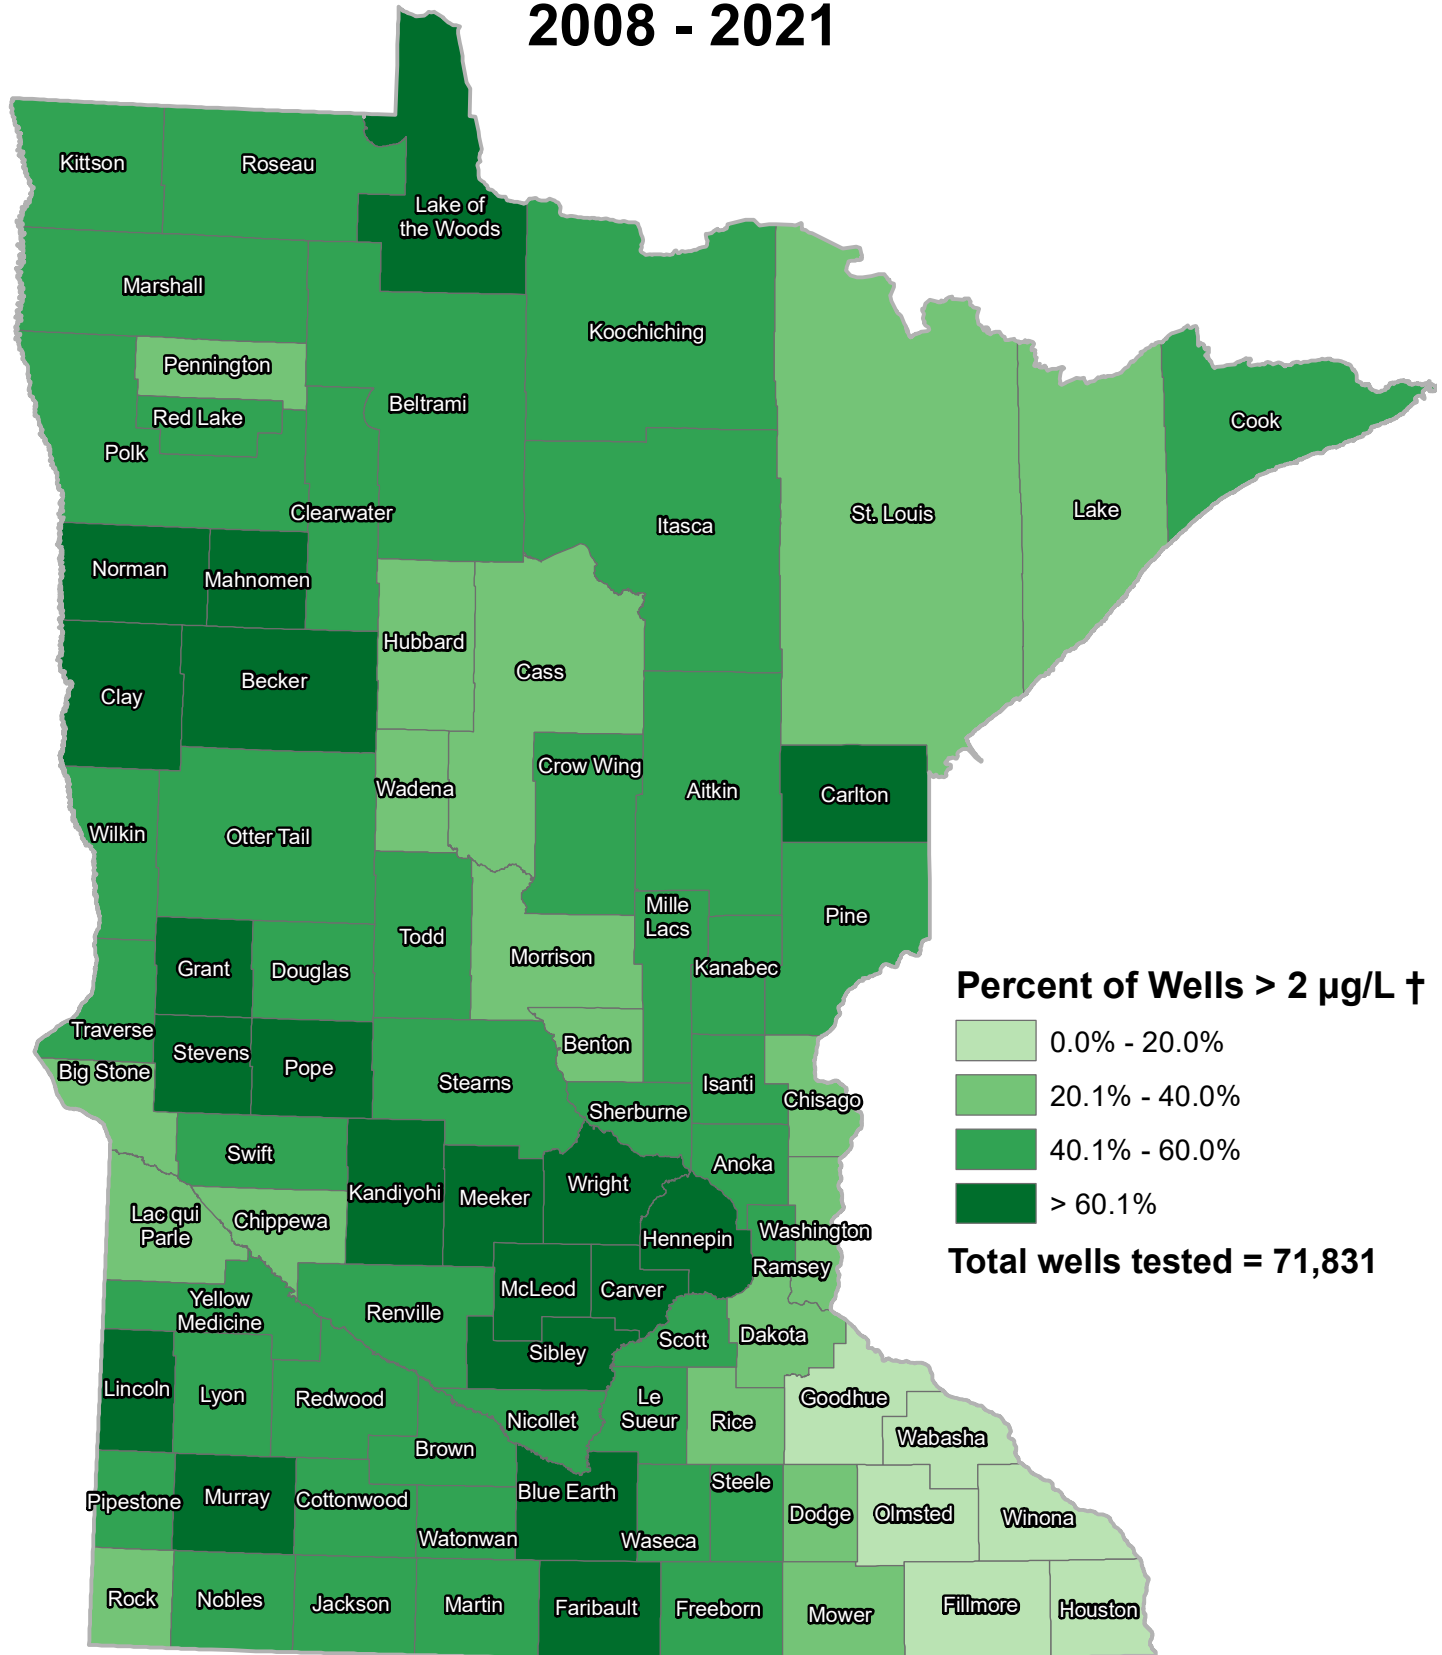 2008 - 2021
Kittson
Roseau
Lake of
the Woods
Marshall
Koochiching
Pennington
Beltrami
Red Lake
Cook
Polk
Clearwater
Itasca
St. Louis
Lake
Norman
Mahnomen
Hubbard
Cass
Becker
Clay
Crow Wing
Wadena
Aitkin
Carlton
Wilkin
Otter Tail
Mille
Lacs
Pine
Todd
Morrison
Kanabec
Grant
Douglas
Percent of Wells > 2 µg/L †
0.0% - 20.0%
20.1% - 40.0%
40.1% - 60.0%
> 60.1%
Total wells tested = 71,831
Traverse
Benton
Stevens
Pope
Big Stone
Stearns
Isanti
Chisago
Sherburne
Swift
Anoka
Kandiyohi
Meeker
Wright
Lac qui
Parle
Chippewa
Washington
Hennepin
Ramsey
McLeod
Carver
Yellow
Medicine
Renville
Scott
Dakota
Sibley
Lincoln
Lyon
Redwood
Le
Sueur
Goodhue
Nicollet
Rice
Wabasha
Brown
Steele
Blue Earth
Pipestone
Murray
Cottonwood
Dodge
Olmsted
Winona
Watonwan
Waseca
Rock
Nobles
Jackson
Martin
Faribault
Freeborn
Mower
Fillmore
Houston